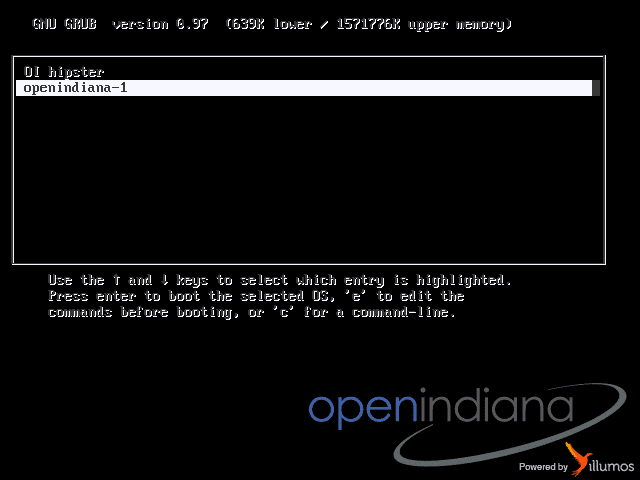 GNU GRUB  version 0.97  (639K lower / 1571776K upper memory)
OI hipster
openindiana-1
Use the ↑ and ↓ keys to select which entry is highlighted.
Press enter to boot the selected OS, 'e' to edit the
commands before booting, or 'c' for a command-line.
openindiana
Powered by illumos